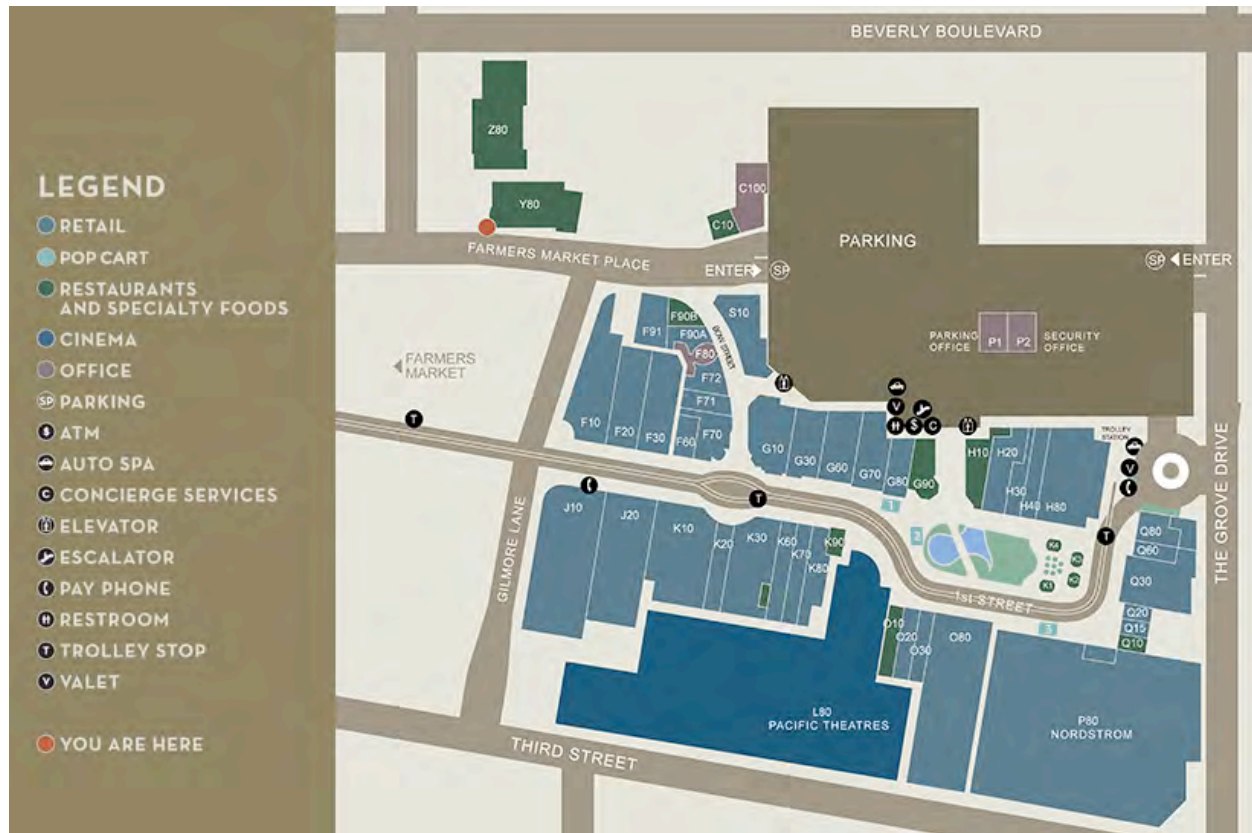 LEGEND
RETAIL
POP CART
RESTAURANTS
AND SPECIALTY FOODS
CINEMA
OFFICE
SP PARKING
$ ATM
AUTO SPA
C CONCIERGE SERVICES
ELEVATOR
ESCALATOR
PAY PHONE
RESTROOM
T TROLLEY STOP
V VALET
YOU ARE HERE
BEVERLY BOULEVARD
Z80
Y80
C100
C10
PARKING
FARMERS MARKET PLACE
ENTER
SP
SP
ENTER
PARKING
OFFICE
P1
P2
SECURITY
OFFICE
FARMERS
MARKET
F91
F90B
F90A
F80
F72
F71
F70
F60
F10
F20
F30
BOW STREET
S10
G10
G30
G60
G70
G80
G90
V
$
C
H10
H20
H30
H40
H80
TROLLEY
STATION
V
T
T
T
GILMORE LANE
J10
J20
K10
K20
K30
K60
K70
K80
K90
1
2
3
K4
K3
K2
K1
1st STREET
Q80
Q60
Q30
Q20
Q15
Q10
O10
O20
O30
O80
L80
PACIFIC THEATRES
P80
NORDSTROM
THIRD STREET
THE GROVE DRIVE